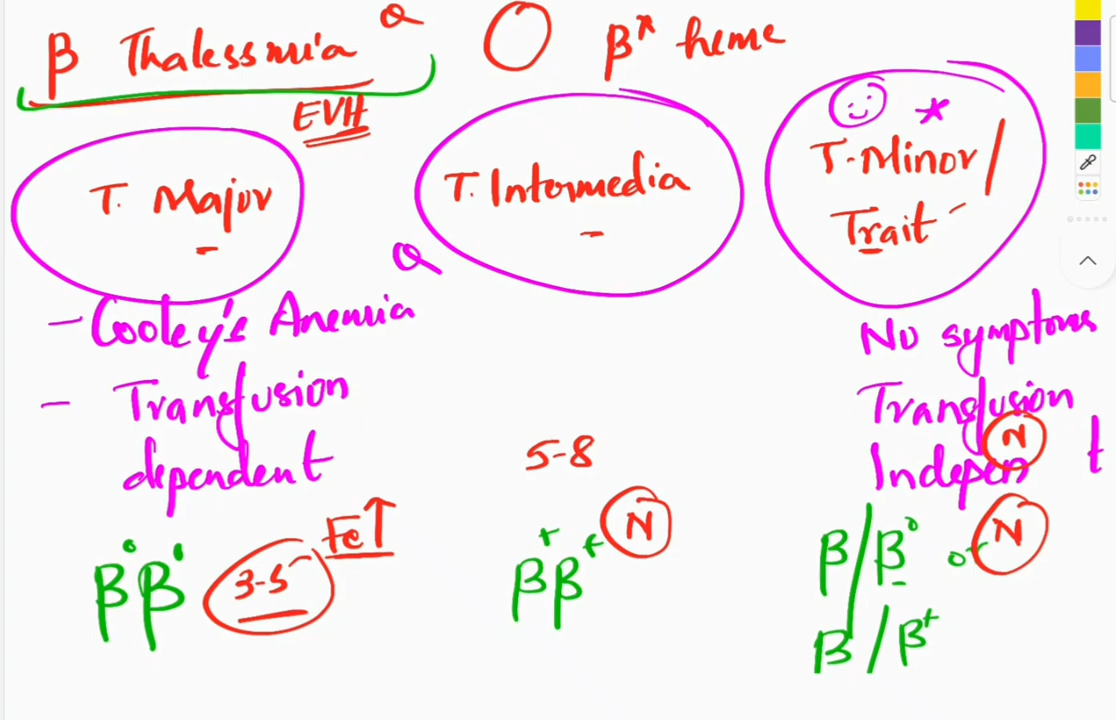 β Thalessmia
β* heme
EVH
T. Major
T. Intermedia
T. Minor /
Trait
- Cooley's Anemia
- Transfusion
dependent
β° β°
3-5
Fe↑
5-8
β+ β+
N
No symptoms
Transfusion
Indepen t
N
β/β° or
N
β/β+